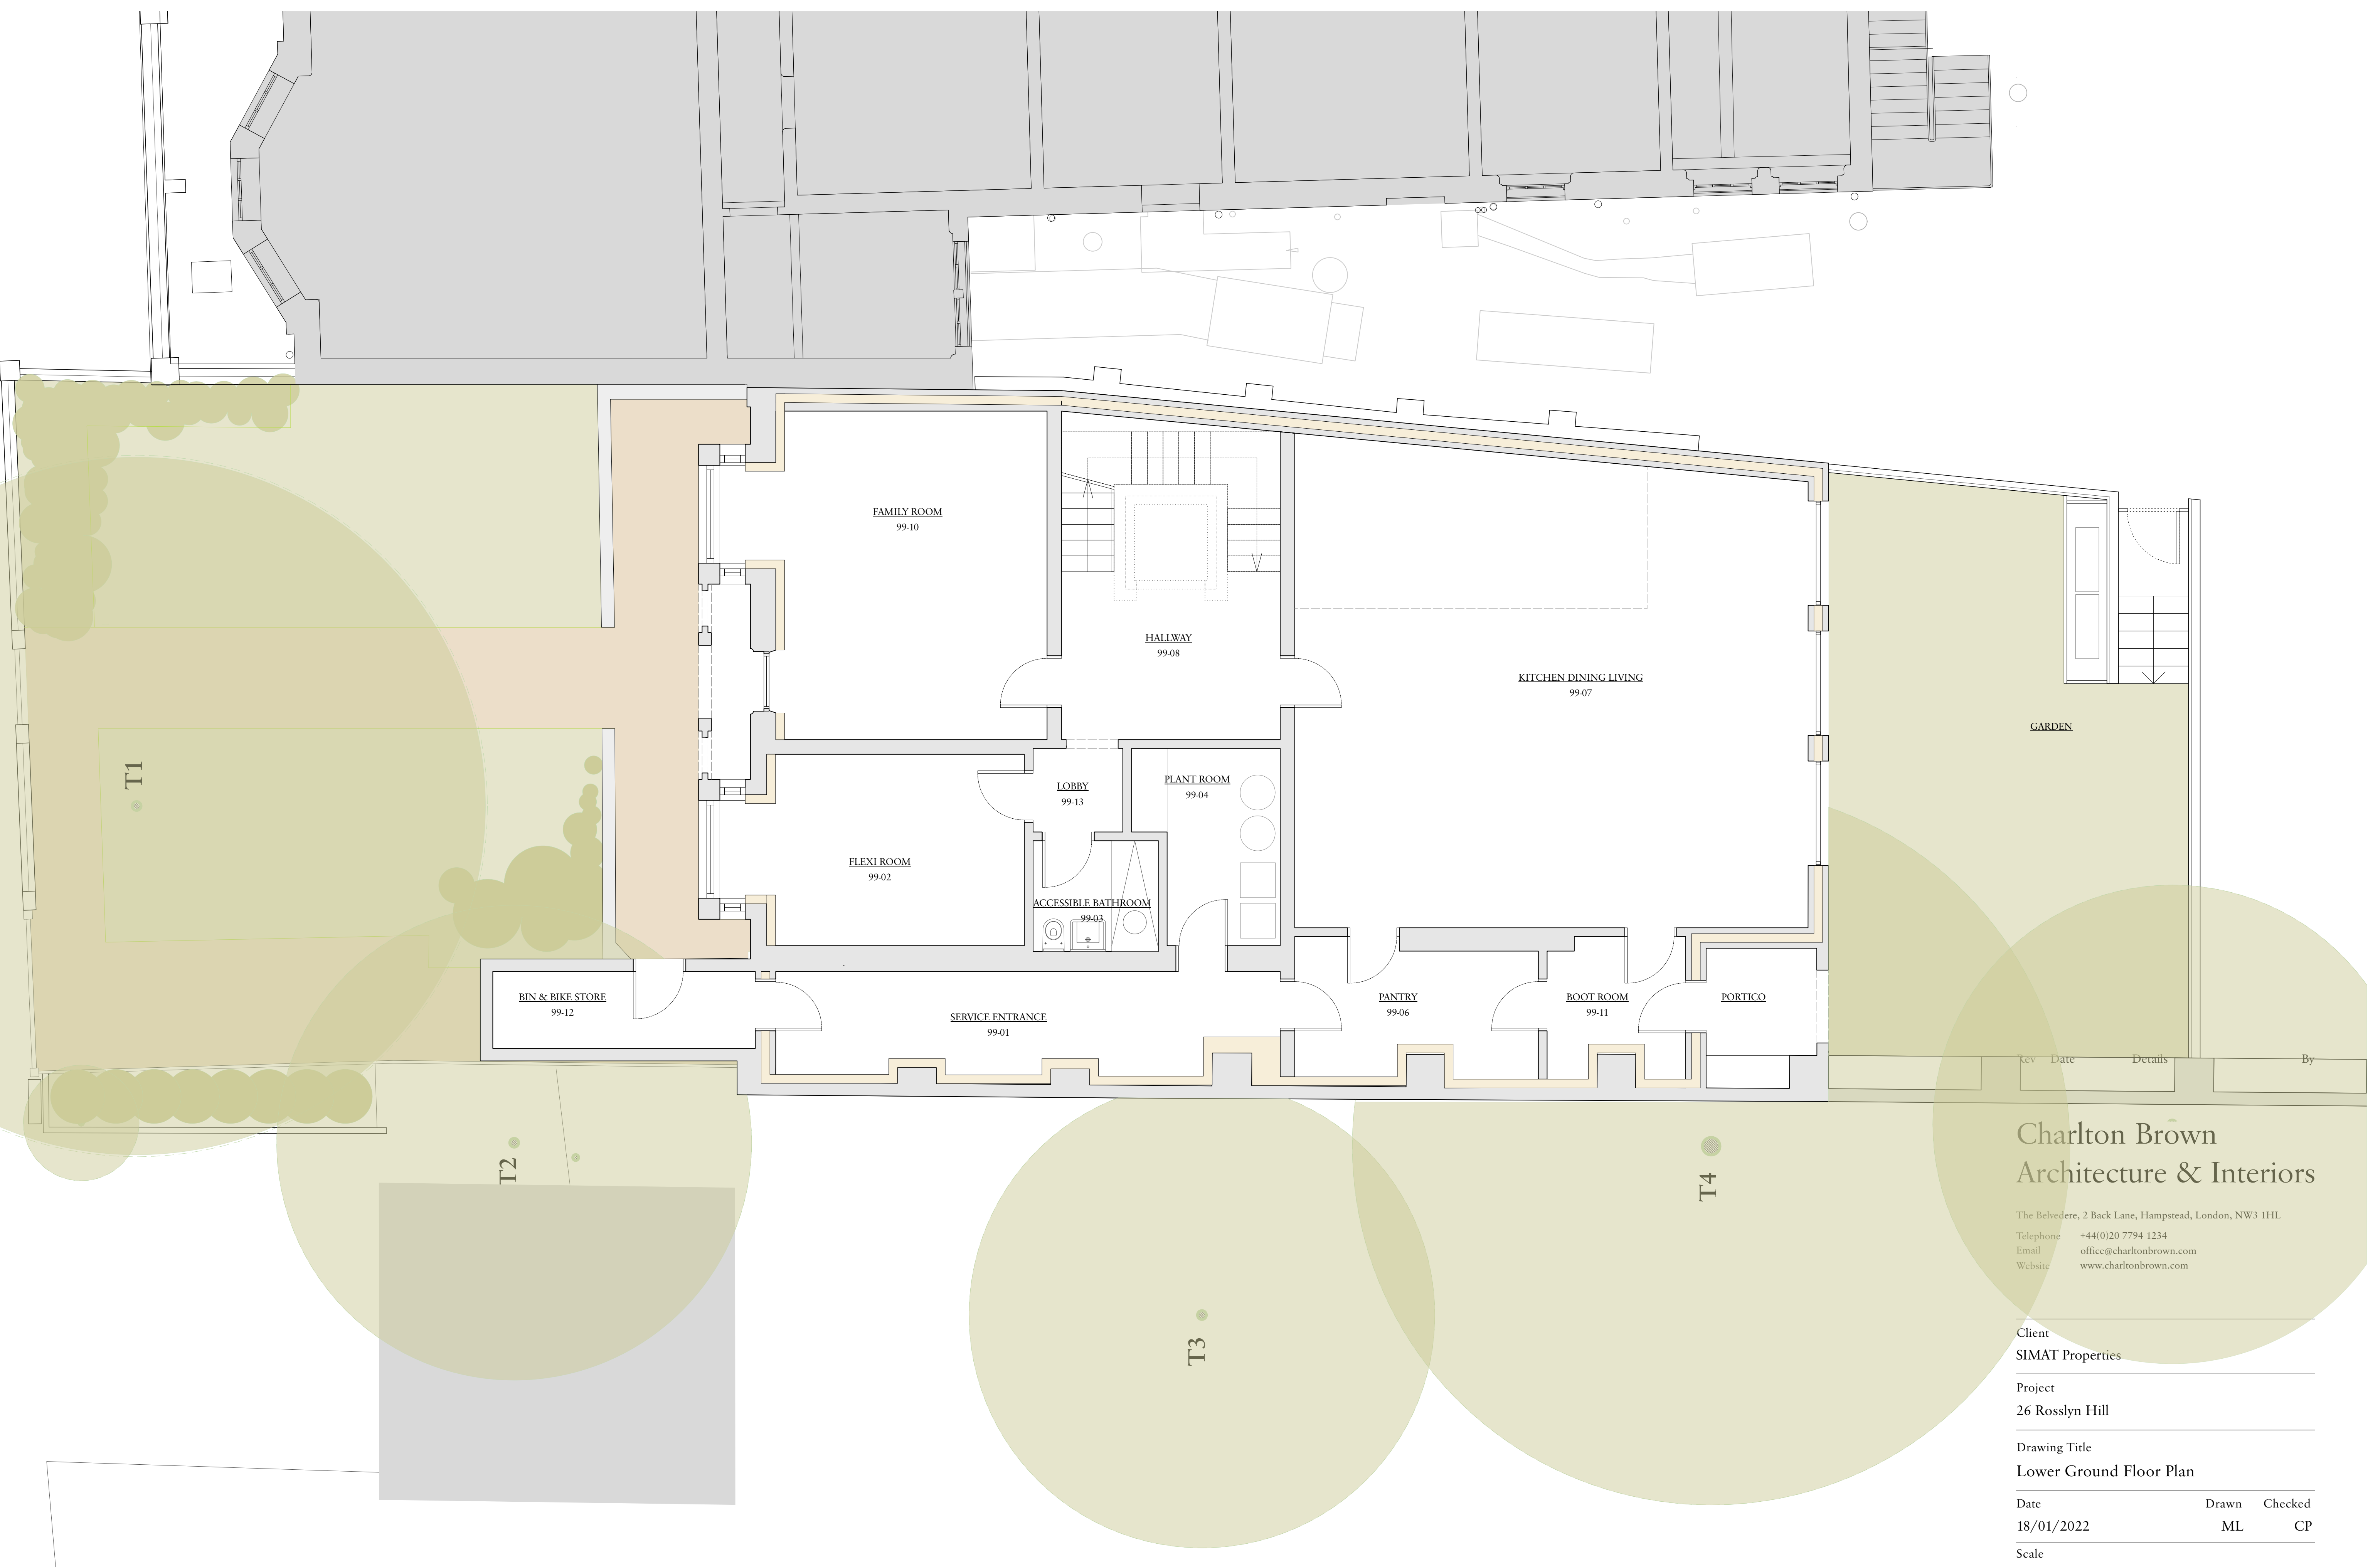 FAMILY ROOM
99-10
HALLWAY
99-08
KITCHEN DINING LIVING
99-07
GARDEN
LOBBY
99-13
PLANT ROOM
99-04
T1
FLEXI ROOM
99-02
ACCESSIBLE BATHROOM
99-03
BIN & BIKE STORE
99-12
SERVICE ENTRANCE
99-01
PANTRY
99-06
BOOT ROOM
99-11
PORTICO
T2
T3
T4
Rev Date Details By
Charlton Brown
Architecture & Interiors
The Belvedere, 2 Back Lane, Hampstead, London, NW3 1HL
Telephone +44(0)20 7794 1234
Email office@charltonbrown.com
Website www.charltonbrown.com
Client
SIMAT Properties
Project
26 Rosslyn Hill
Drawing Title
Lower Ground Floor Plan
Date Drawn Checked
18/01/2022 ML CP
Scale